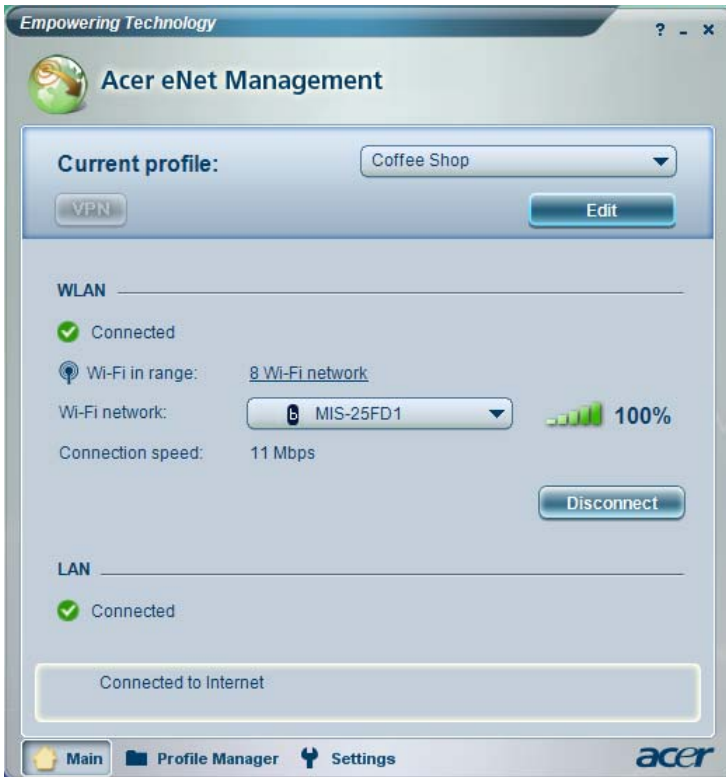 Empowering Technology
? - x
Acer eNet Management
Current profile: Coffee Shop
VPN Edit
WLAN
Connected
Wi-Fi in range: 8 Wi-Fi network
Wi-Fi network: b MIS-25FD1 100%
Connection speed: 11 Mbps
Disconnect
LAN
Connected
Connected to Internet
Main Profile Manager Settings acer